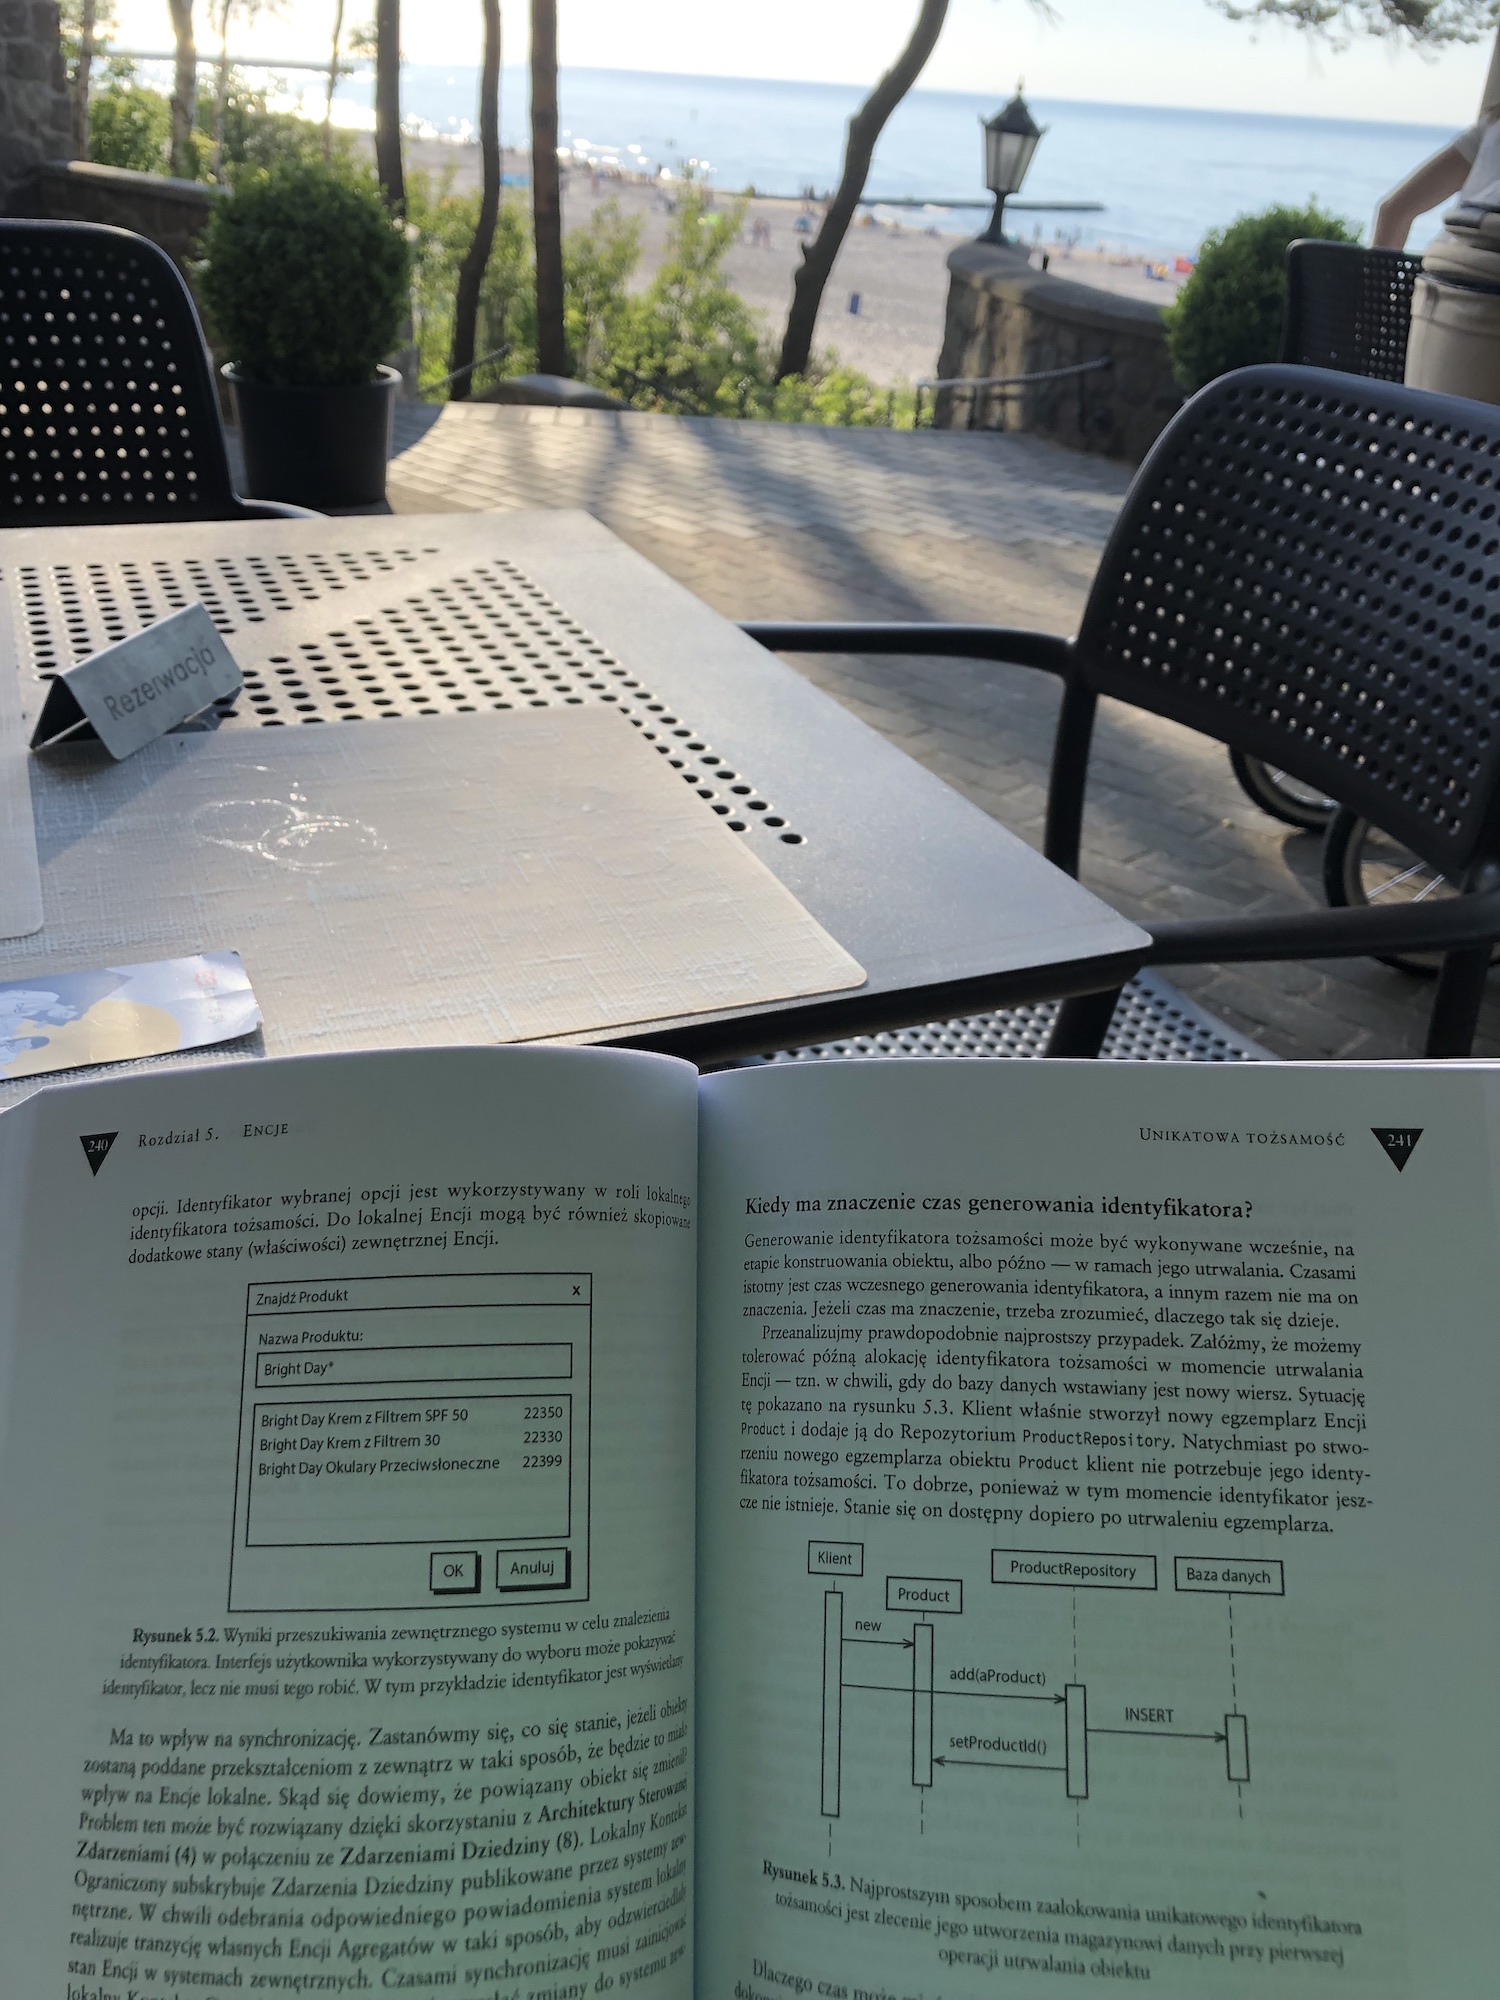 Rezerwacja
240 Rozdział 5. Encje
opcji. Identyfikator wybranej opcji jest wykorzystywany w roli lokalnego
identyfikatora tożsamości. Do lokalnej Encji mogą być również skopiowane
dodatkowe stany (właściwości) zewnętrznej Encji.
Znajdź Produkt x
Nazwa Produktu:
Bright Day*
Bright Day Krem z Filtrem SPF 50 22350
Bright Day Krem z Filtrem 30 22330
Bright Day Okulary Przeciwsłoneczne 22399
OK Anuluj
Rysunek 5.2. Wyniki przeszukiwania zewnętrznego systemu w celu znalezienia
identyfikatora. Interfejs użytkownika wykorzystywany do wyboru może pokazywać
identyfikator, lecz nie musi tego robić. W tym przykładzie identyfikator jest wyświetlany
Ma to wpływ na synchronizację. Zastanówmy się, co się stanie, jeżeli obiekty
zostaną poddane przekształceniom z zewnątrz w taki sposób, że będzie to miało
wpływ na Encje lokalne. Skąd się dowiemy, że powiązany obiekt się zmienił?
Problem ten może być rozwiązany dzięki skorzystaniu z Architektury Sterowanej
Zdarzeniami (4) w połączeniu ze Zdarzeniami Dziedziny (8). Lokalny Kontekst
Ograniczony subskrybuje Zdarzenia Dziedziny publikowane przez systemy zew-
nętrzne. W chwili odebrania odpowiedniego powiadomienia system lokalny
realizuje tranzycję własnych Encji Agregatów w taki sposób, aby odzwierciedlały
stan Encji w systemach zewnętrznych. Czasami synchronizację musi zainicjować
lokalny zmiany do systemu zew-
Unikatowa tożsamość 241
Kiedy ma znaczenie czas generowania identyfikatora?
Generowanie identyfikatora tożsamości może być wykonywane wcześnie, na
etapie konstruowania obiektu, albo późno — w ramach jego utrwalania. Czasami
istotny jest czas wczesnego generowania identyfikatora, a innym razem nie ma on
znaczenia. Jeżeli czas ma znaczenie, trzeba zrozumieć, dlaczego tak się dzieje.
Przeanalizujmy prawdopodobnie najprostszy przypadek. Załóżmy, że możemy
tolerować późną alokację identyfikatora tożsamości w momencie utrwalania
Encji — tzn. w chwili, gdy do bazy danych wstawiany jest nowy wiersz. Sytuację
tę pokazano na rysunku 5.3. Klient właśnie stworzył nowy egzemplarz Encji
Product i dodaje ją do Repozytorium ProductRepository. Natychmiast po stwo-
rzeniu nowego egzemplarza obiektu Product klient nie potrzebuje jego identy-
fikatora tożsamości. To dobrze, ponieważ w tym momencie identyfikator jesz-
cze nie istnieje. Stanie się on dostępny dopiero po utrwaleniu egzemplarza.
Klient
Product
ProductRepository
Baza danych
new
add(aProduct)
INSERT
setProductId()
Rysunek 5.3. Najprostszym sposobem zaalokowania unikatowego identyfikatora
tożsamości jest zlecenie jego utworzenia magazynowi danych przy pierwszej
operacji utrwalania obiektu
Dlaczego czas może